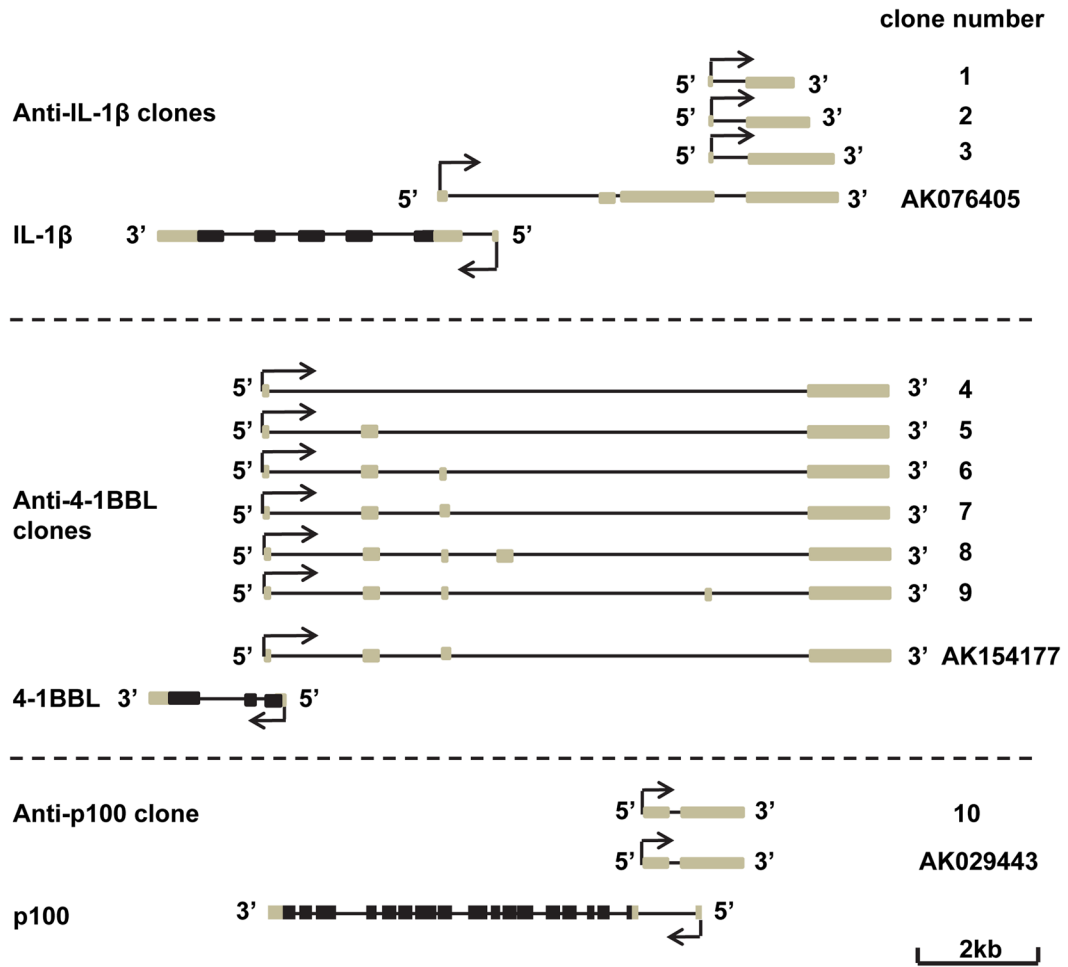 clone number
5’ 3’ 1
Anti-IL-1β clones
5’ 3’ 2
5’ 3’ 3
5’ 3’ AK076405
IL-1β 3’ 5’
5’ 3’ 4
5’ 3’ 5
5’ 3’ 6
Anti-4-1BBL
clones
5’ 3’ 7
5’ 3’ 8
5’ 3’ 9
5’ 3’ AK154177
4-1BBL 3’ 5’
Anti-p100 clone 5’ 3’ 10
5’ 3’ AK029443
p100 3’ 5’
2kb